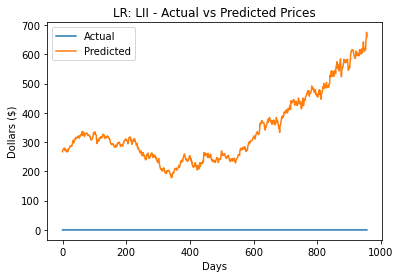 LR: LII - Actual vs Predicted Prices
Actual
Predicted
Dollars ($)
700
600
500
400
300
200
100
0
0 200 400 600 800 1000
Days